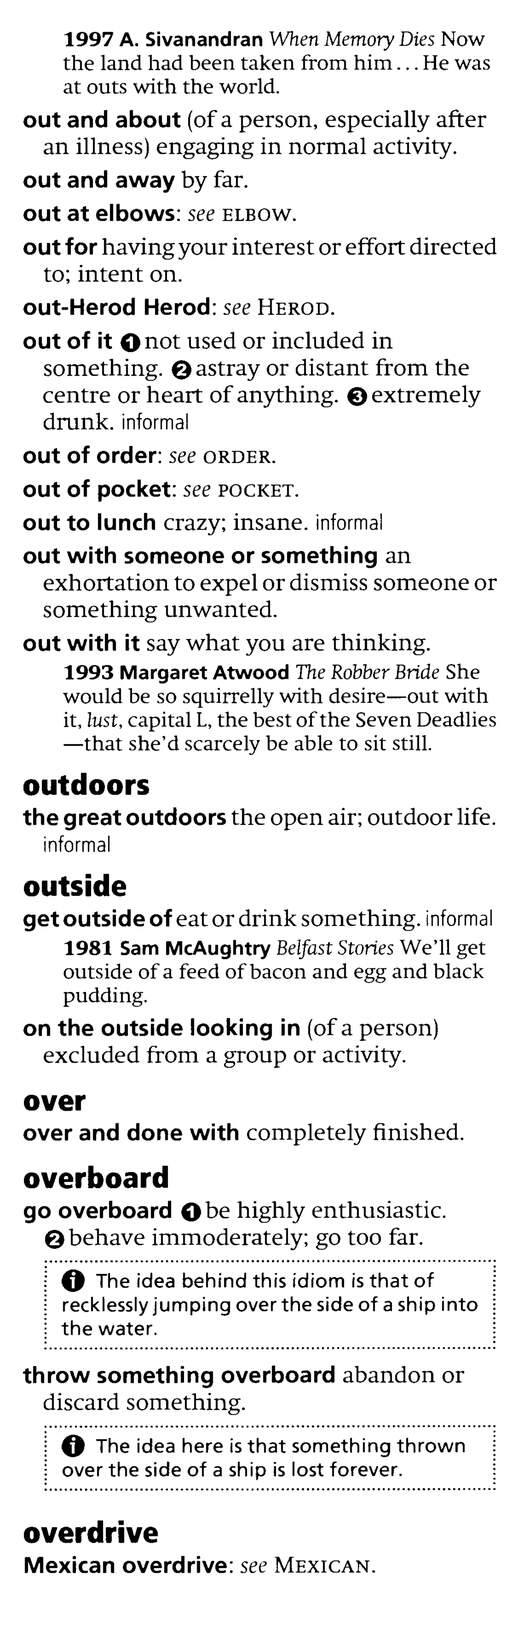 1997 A. Sivanandran When Memory Dies Now
the land had been taken from him ... He was
at outs with the world.
out and about (of a person, especially after
an illness) engaging in normal activity.
out and away by far.
out at elbows: see ELBOW.
out for having your interest or effort directed
to; intent on.
out-Herod Herod: see HEROD.
out of it ❶ not used or included in
something. ❷ astray or distant from the
centre or heart of anything. ❸ extremely
drunk. informal
out of order: see ORDER.
out of pocket: see POCKET.
out to lunch crazy; insane. informal
out with someone or something an
exhortation to expel or dismiss someone or
something unwanted.
out with it say what you are thinking.
1993 Margaret Atwood The Robber Bride She
would be so squirrelly with desire—out with
it, lust, capital L, the best of the Seven Deadlies
—that she'd scarcely be able to sit still.
outdoors
the great outdoors the open air; outdoor life.
informal
outside
get outside of eat or drink something. informal
1981 Sam McAughtry Belfast Stories We'll get
outside of a feed of bacon and egg and black
pudding.
on the outside looking in (of a person)
excluded from a group or activity.
over
over and done with completely finished.
overboard
go overboard ❶ be highly enthusiastic.
❷ behave immoderately; go too far.
i The idea behind this idiom is that of
recklessly jumping over the side of a ship into
the water.
throw something overboard abandon or
discard something.
i The idea here is that something thrown
over the side of a ship is lost forever.
overdrive
Mexican overdrive: see MEXICAN.